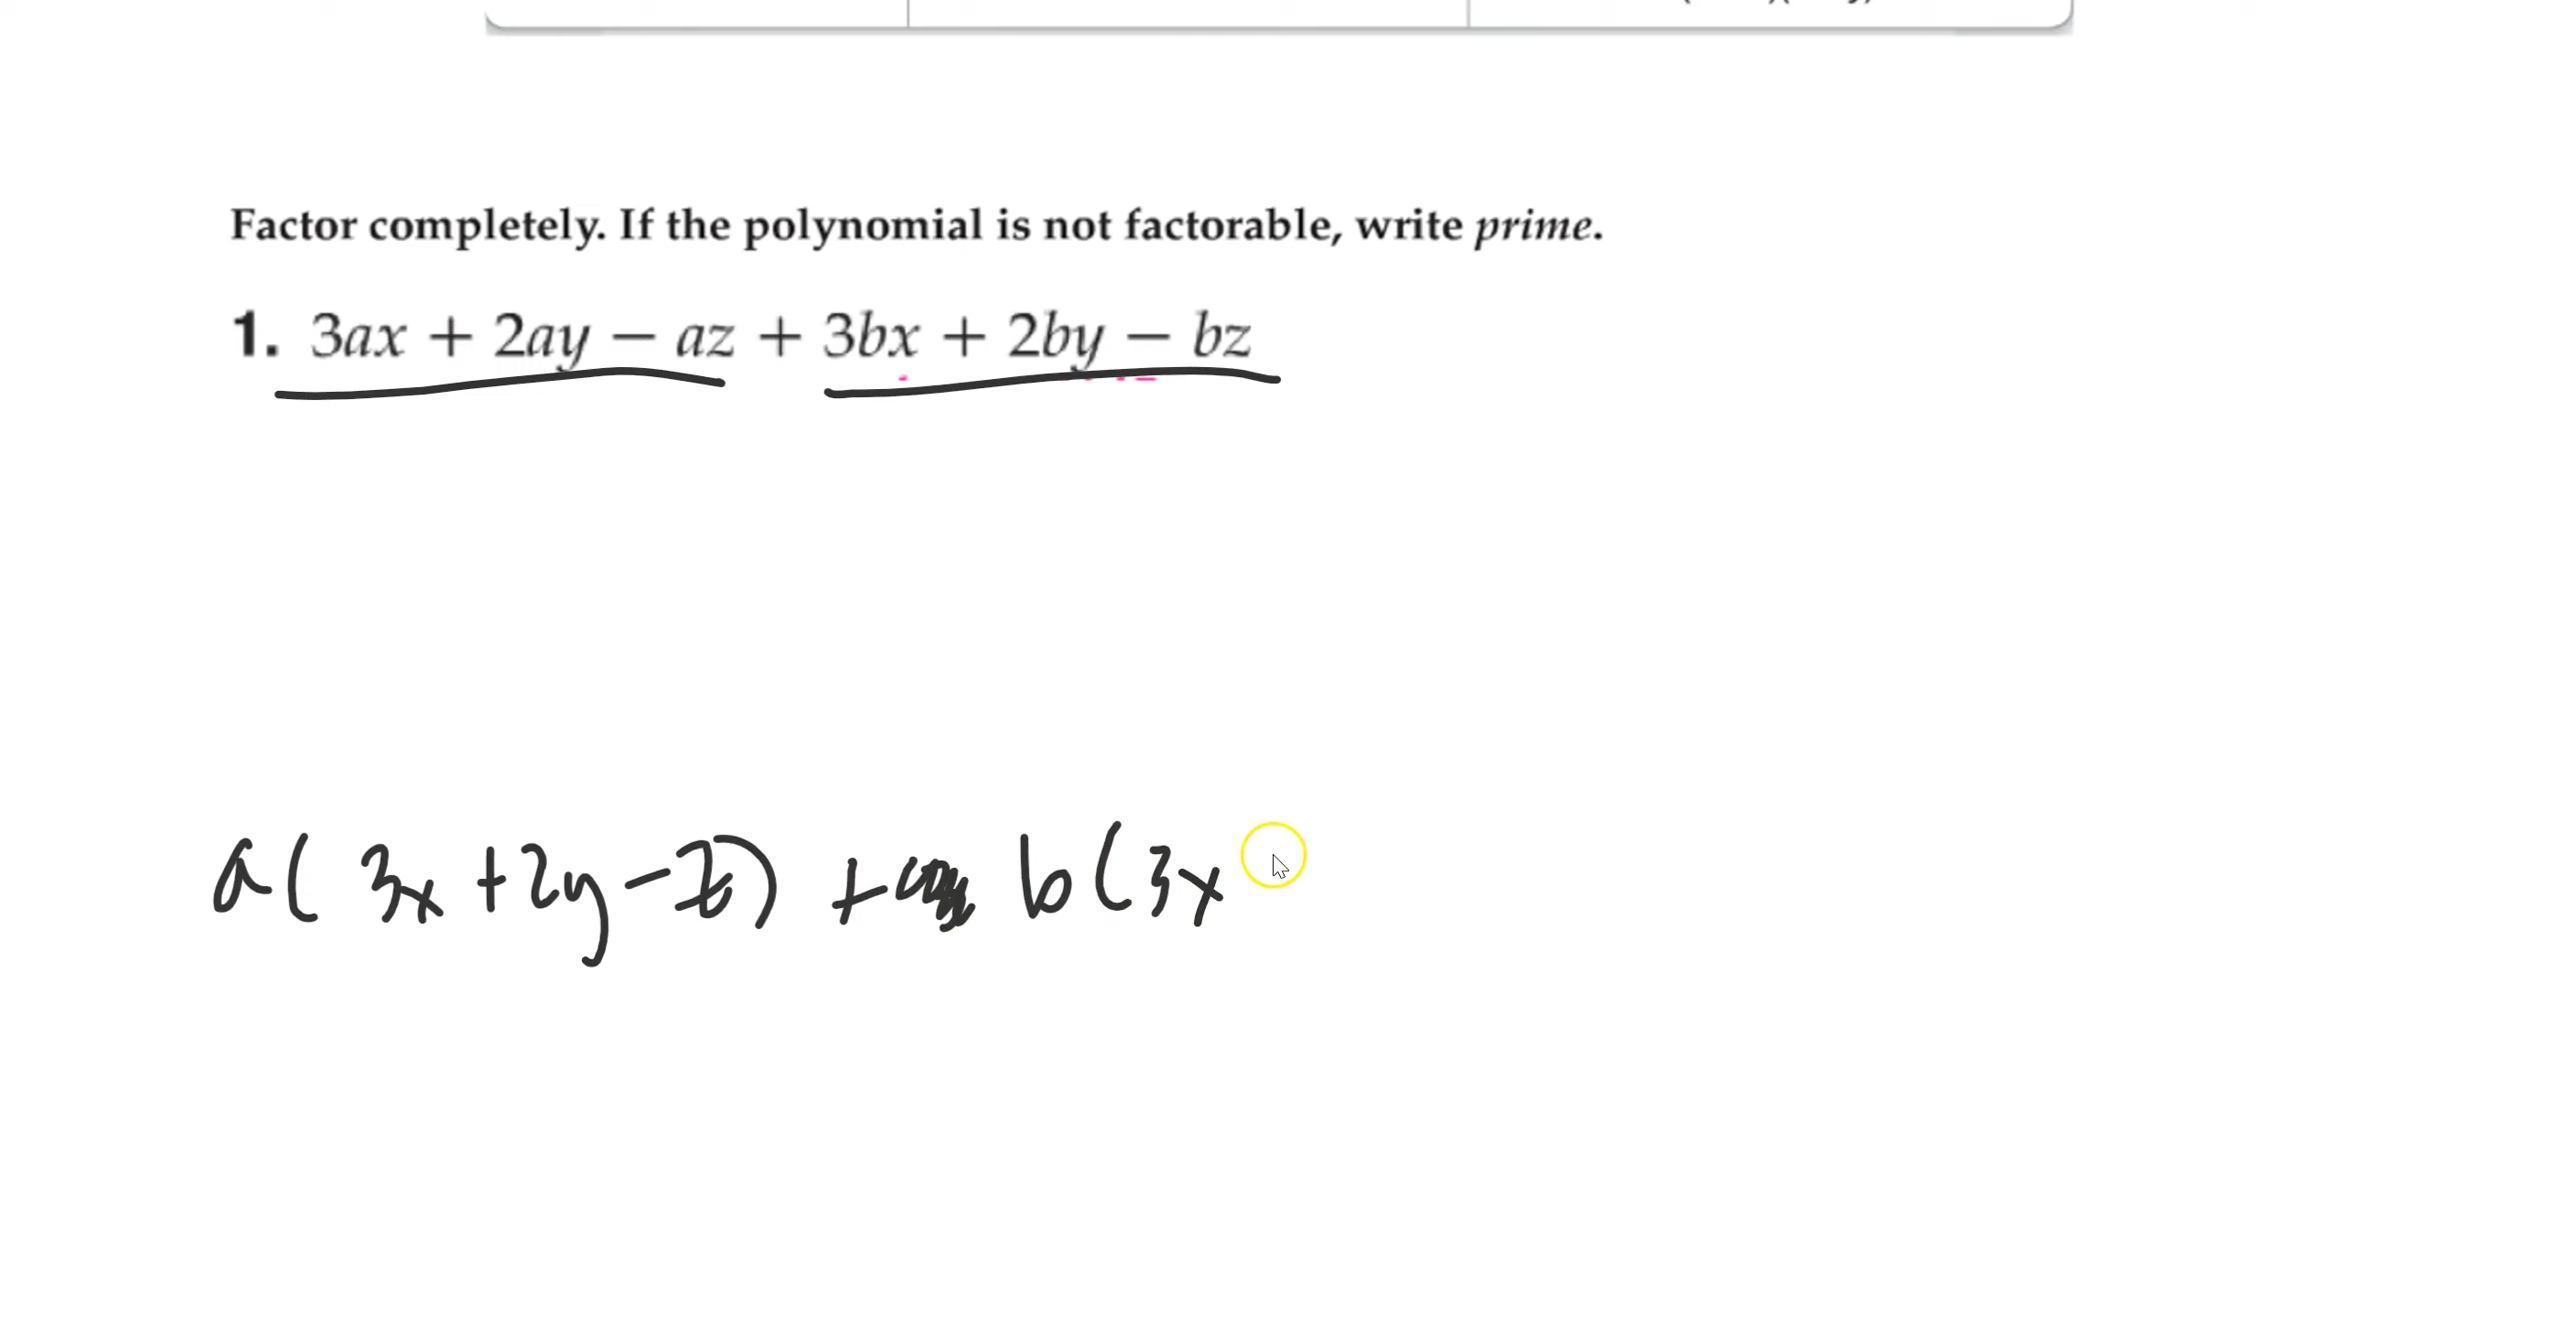 Factor completely. If the polynomial is not factorable, write prime.
1. 3ax + 2ay − az + 3bx + 2by − bz
a( 3x +2y −z) + b(3x